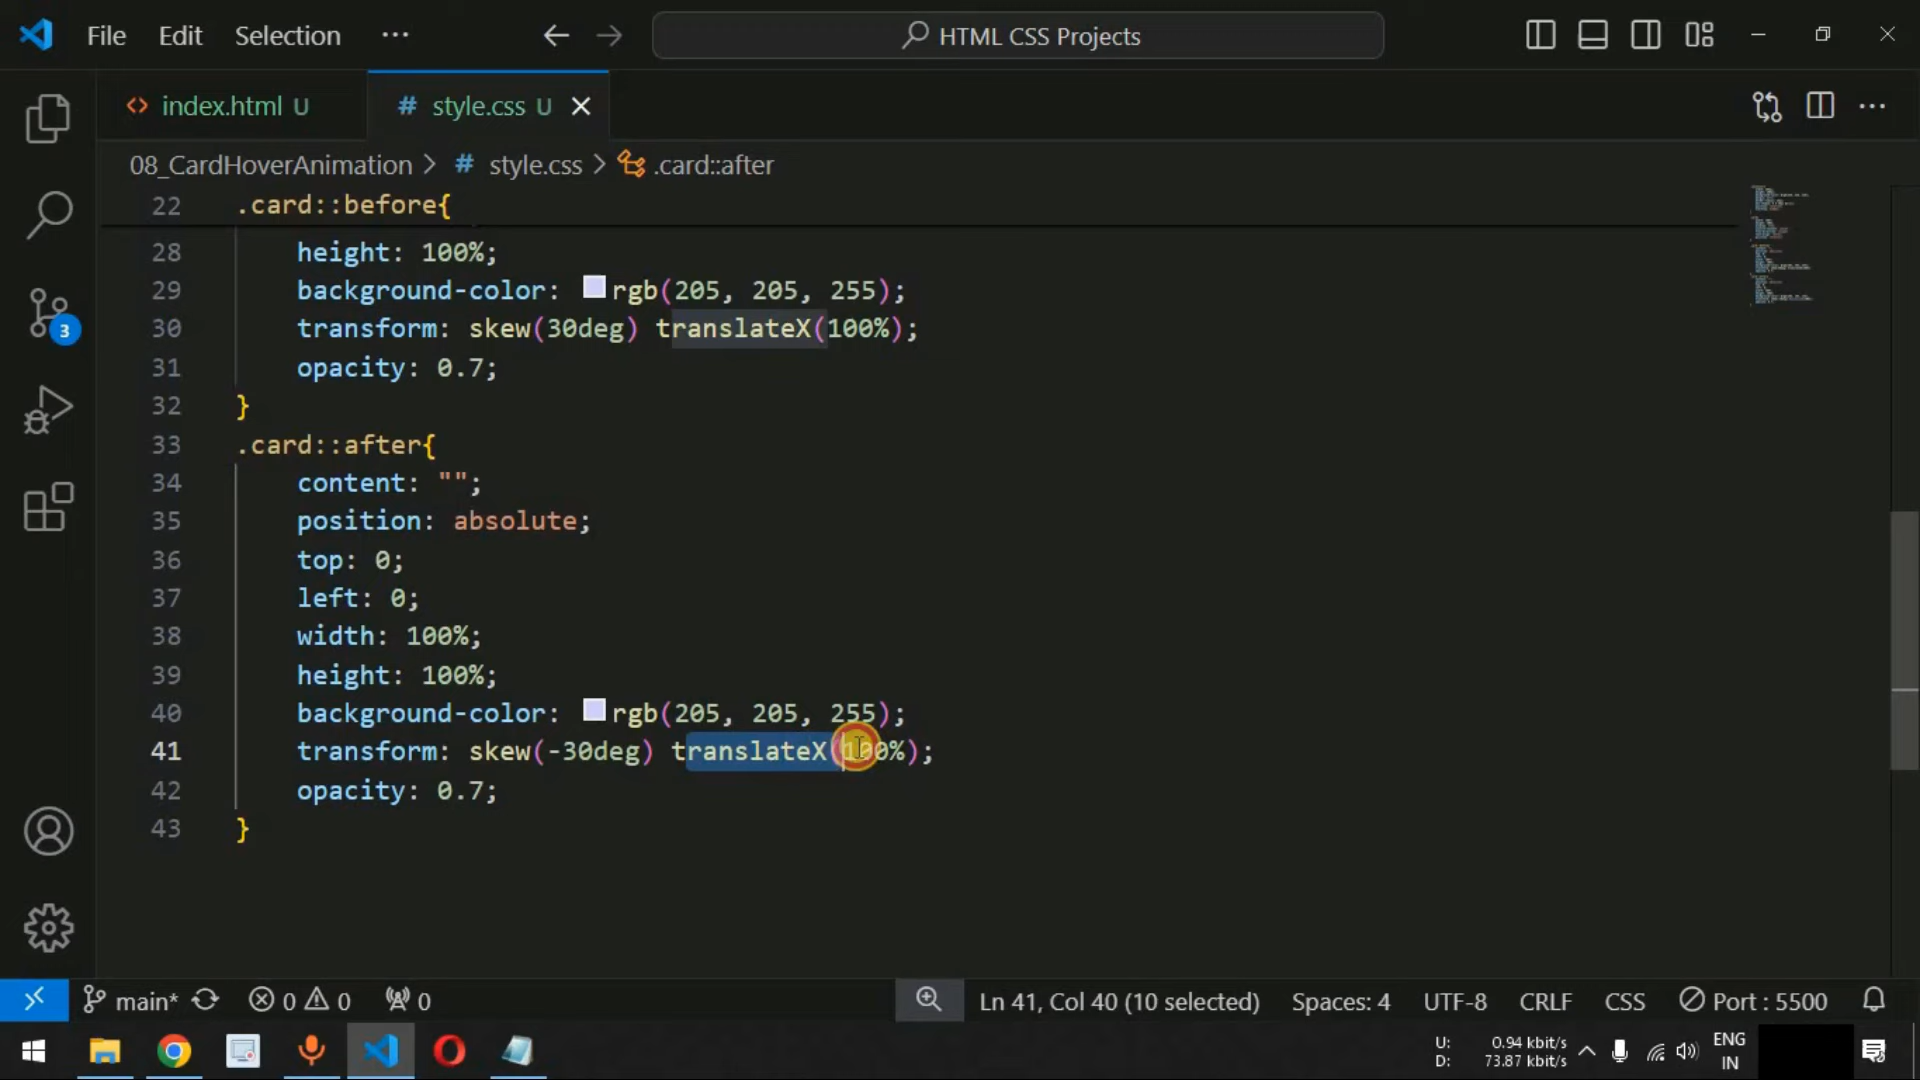 File Edit Selection ··· HTML CSS Projects
index.html U # style.css U
08_CardHoverAnimation > # style.css > .card::after
22 .card::before{
28 height: 100%;
29 background-color: rgb(205, 205, 255);
30 transform: skew(30deg) translateX(100%);
31 opacity: 0.7;
32 }
33 .card::after{
34 content: "";
35 position: absolute;
36 top: 0;
37 left: 0;
38 width: 100%;
39 height: 100%;
40 background-color: rgb(205, 205, 255);
41 transform: skew(-30deg) translateX(100%);
42 opacity: 0.7;
43 }
3
main* 0 0 0 Ln 41, Col 40 (10 selected) Spaces: 4 UTF-8 CRLF CSS Port : 5500
U: 0.94 kbit/s ENG
D: 73.87 kbit/s IN